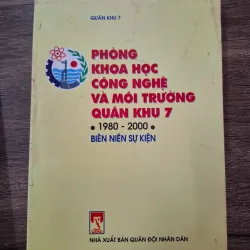 QUÂN KHU 7
PHÒNG
KHOA HỌC
CÔNG NGHỆ
VÀ MÔI TRƯỜNG
QUÂN KHU 7
• 1980 - 2000 •
BIÊN NIÊN SỰ KIỆN
NHÀ XUẤT BẢN QUÂN ĐỘI NHÂN DÂN